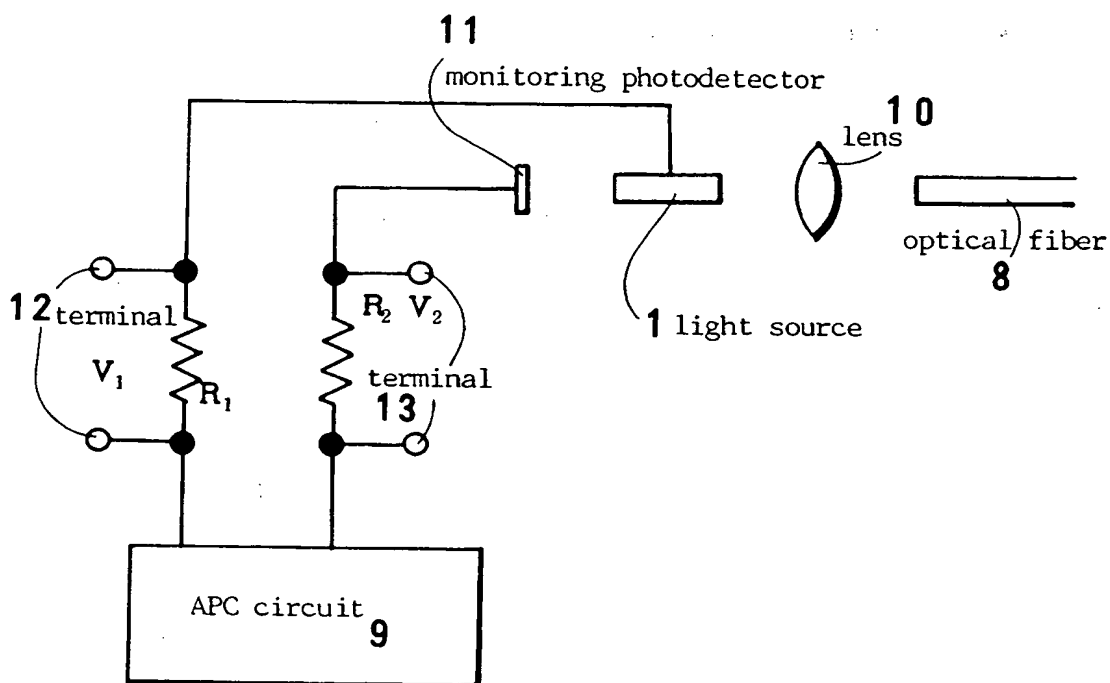 11
monitoring photodetector
10
lens
optical fiber
8
1 light source
12 terminal
V₁
R₁
R₂ V₂
terminal
13
APC circuit 9